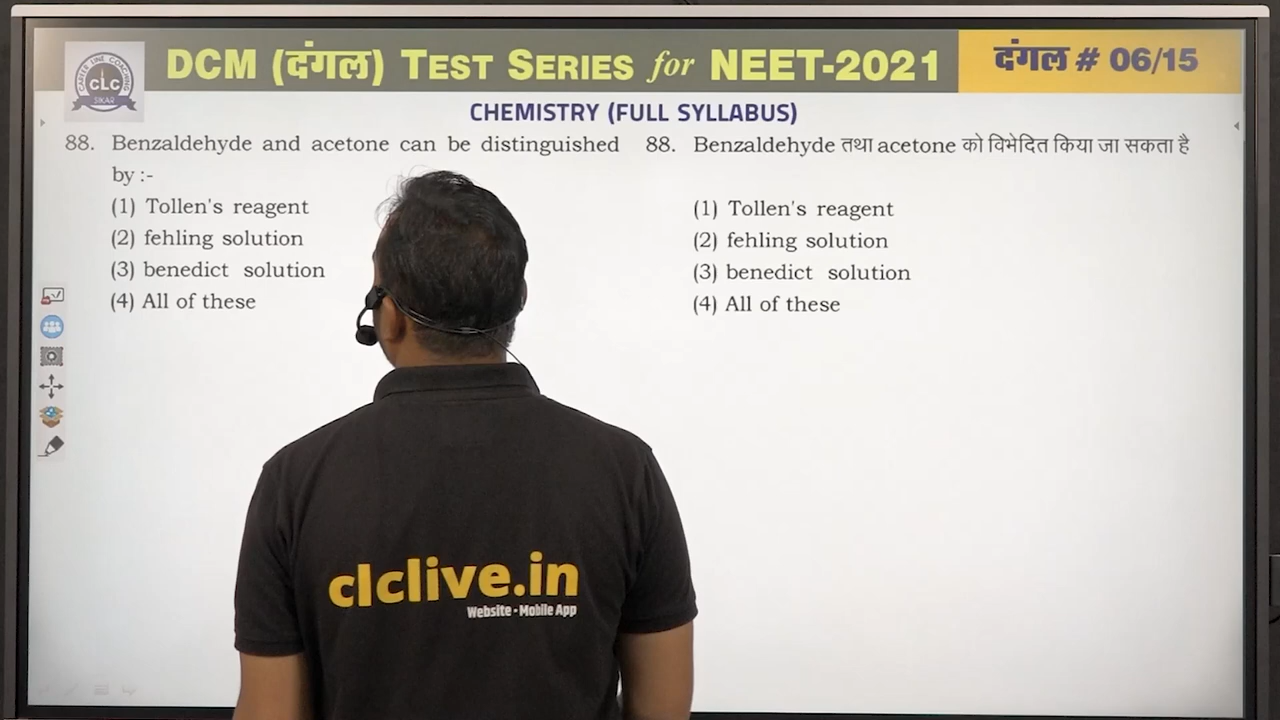 CAREER LINE COACHING
CLC
SIKAR
DCM (दंगल) TEST SERIES for NEET-2021
दंगल # 06/15
CHEMISTRY (FULL SYLLABUS)
88. Benzaldehyde and acetone can be distinguished
by :-
(1) Tollen's reagent
(2) fehling solution
(3) benedict solution
(4) All of these
88. Benzaldehyde तथा acetone को विभेदित किया जा सकता है
(1) Tollen's reagent
(2) fehling solution
(3) benedict solution
(4) All of these
clclive.in
Website - Mobile App